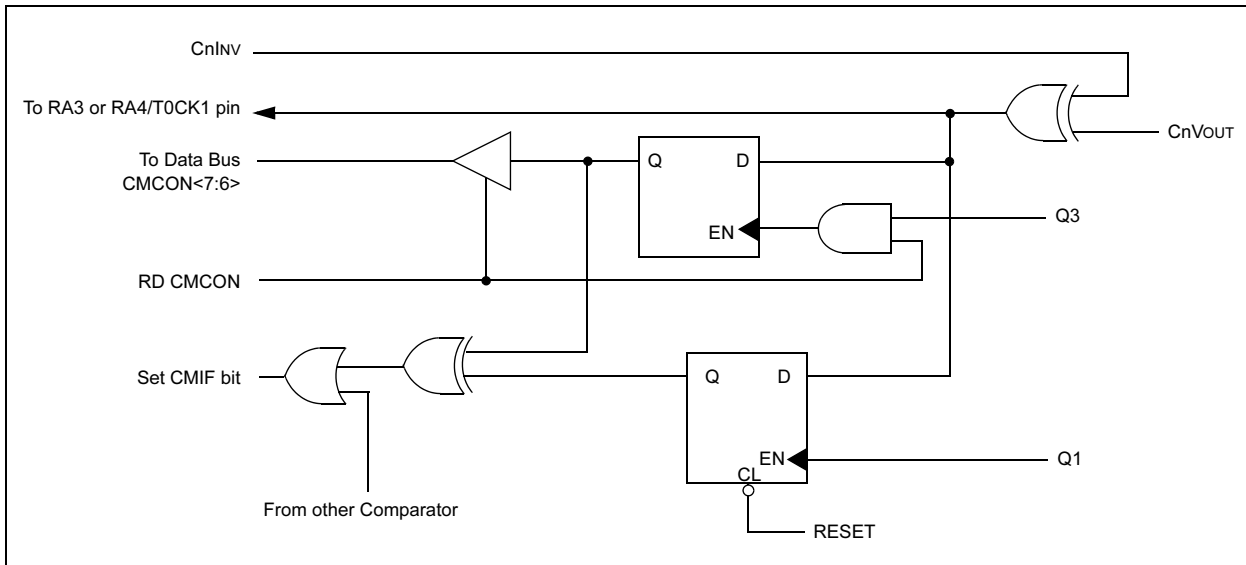 CnINV
To RA3 or RA4/T0CK1 pin
CnVOUT
To Data Bus
CMCON<7:6>
Q D
EN
Q3
RD CMCON
Set CMIF bit
Q D
EN
CL
Q1
From other Comparator
RESET